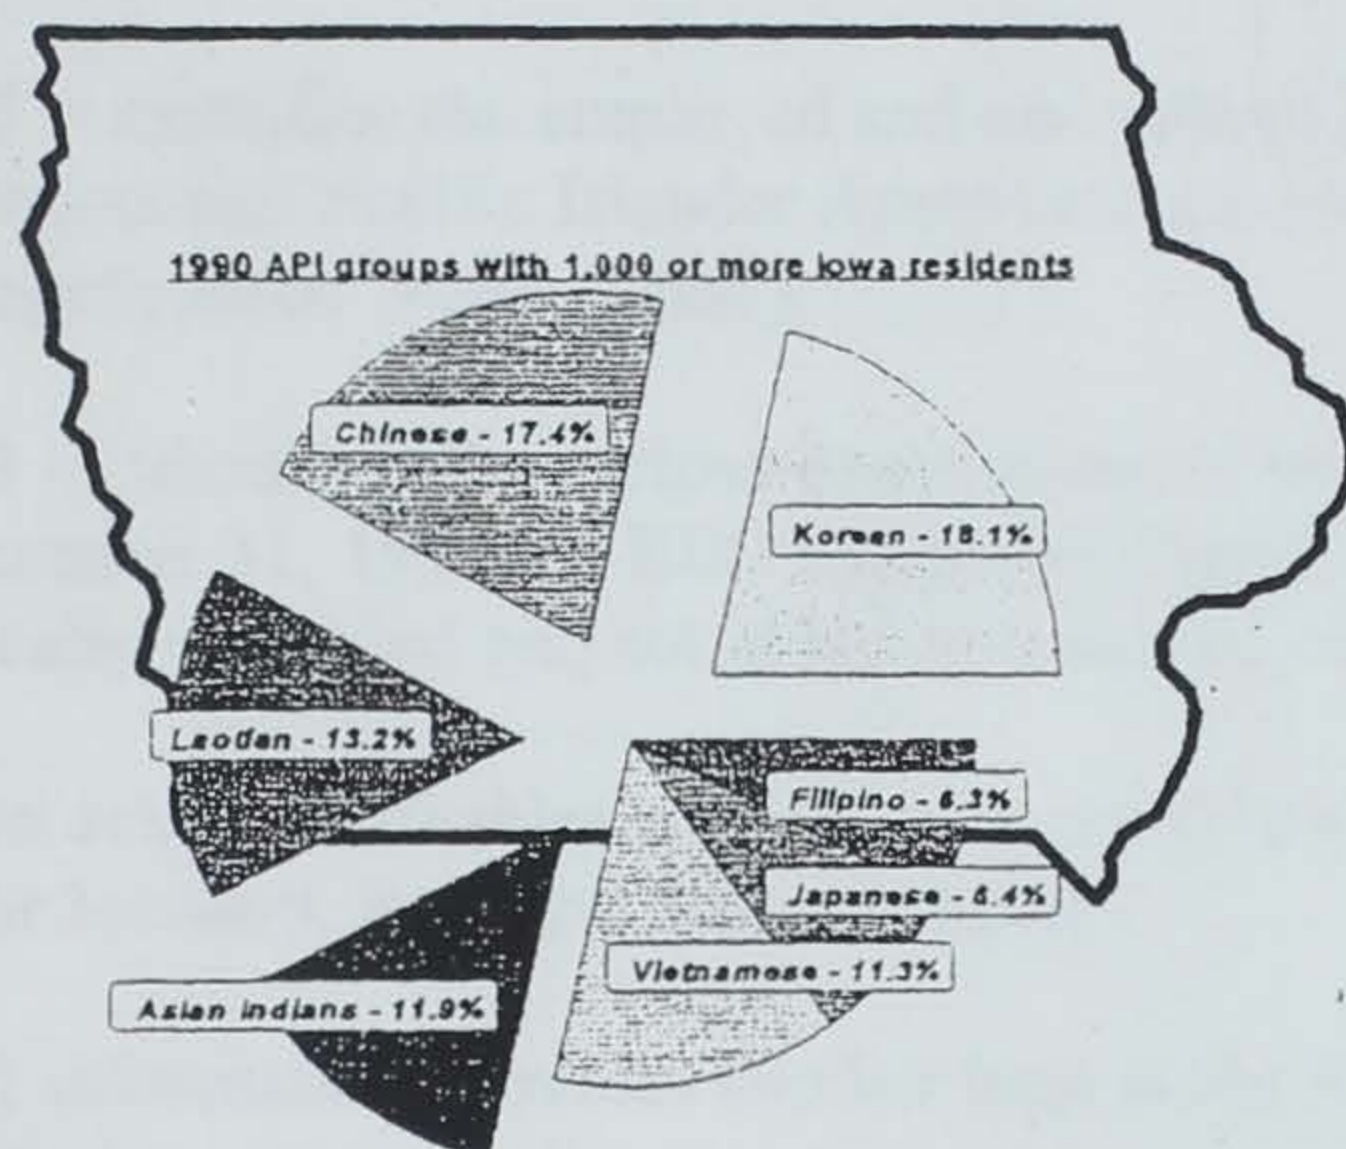 1990 API groups with 1,000 or more Iowa residents
Chinese - 17.4%
Korean - 18.1%
Laotian - 13.2%
Filipino - 6.3%
Japanese - 6.4%
Vietnamese - 11.3%
Asian Indians - 11.9%